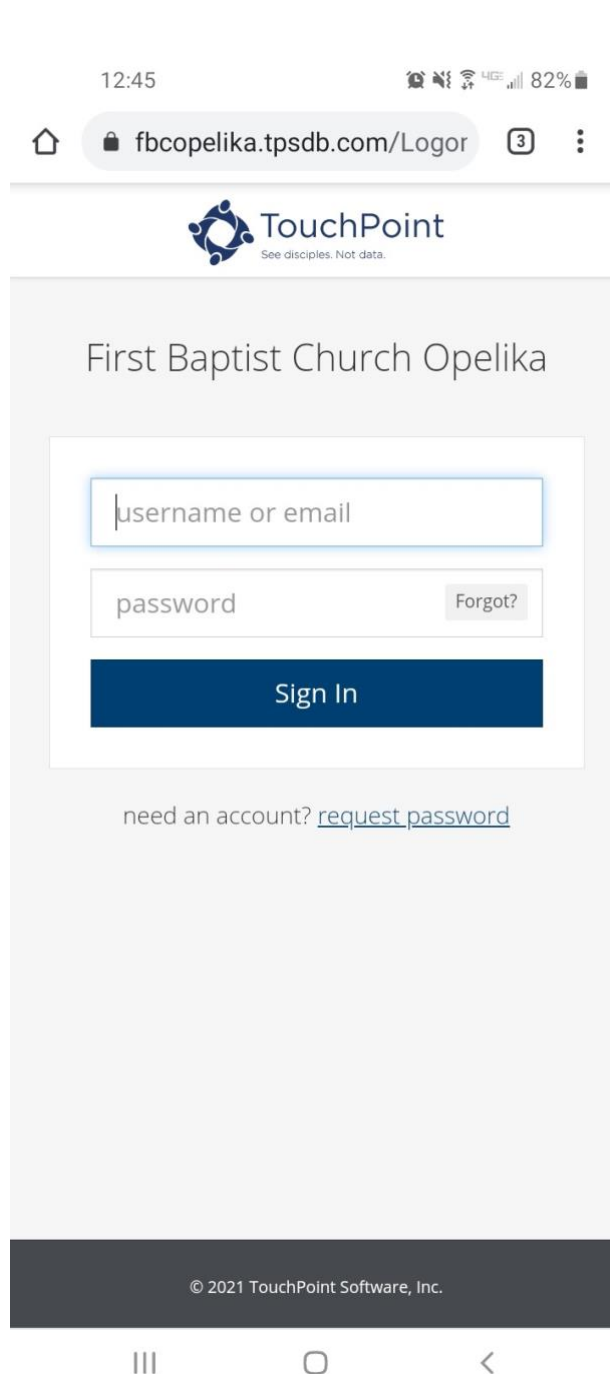 12:45 4GE 82%
fbcopelika.tpsdb.com/Logor 3
TouchPoint
See disciples. Not data.
First Baptist Church Opelika
username or email
password Forgot?
Sign In
need an account? request password
© 2021 TouchPoint Software, Inc.